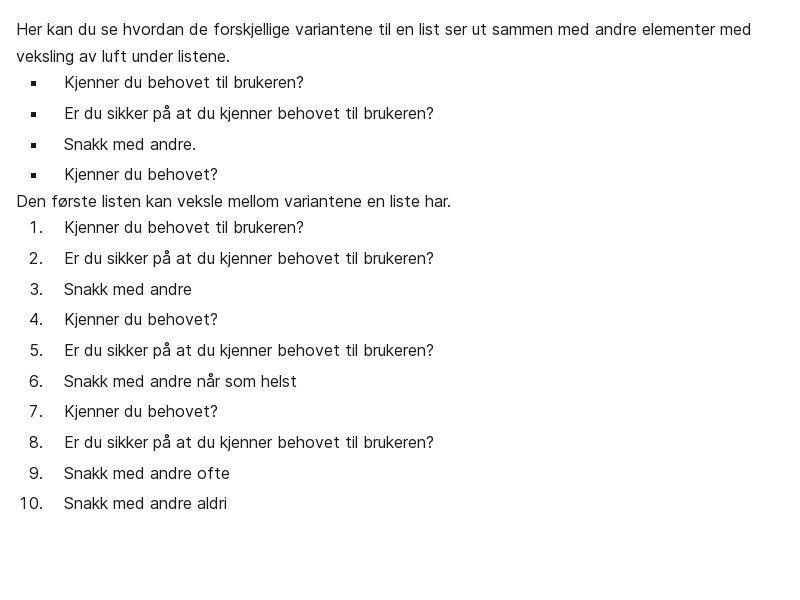 Her kan du se hvordan de forskjellige variantene til en list ser ut sammen med andre elementer med
veksling av luft under listene.
▪ Kjenner du behovet til brukeren?
▪ Er du sikker på at du kjenner behovet til brukeren?
▪ Snakk med andre.
▪ Kjenner du behovet?
Den første listen kan veksle mellom variantene en liste har.
1. Kjenner du behovet til brukeren?
2. Er du sikker på at du kjenner behovet til brukeren?
3. Snakk med andre
4. Kjenner du behovet?
5. Er du sikker på at du kjenner behovet til brukeren?
6. Snakk med andre når som helst
7. Kjenner du behovet?
8. Er du sikker på at du kjenner behovet til brukeren?
9. Snakk med andre ofte
10. Snakk med andre aldri